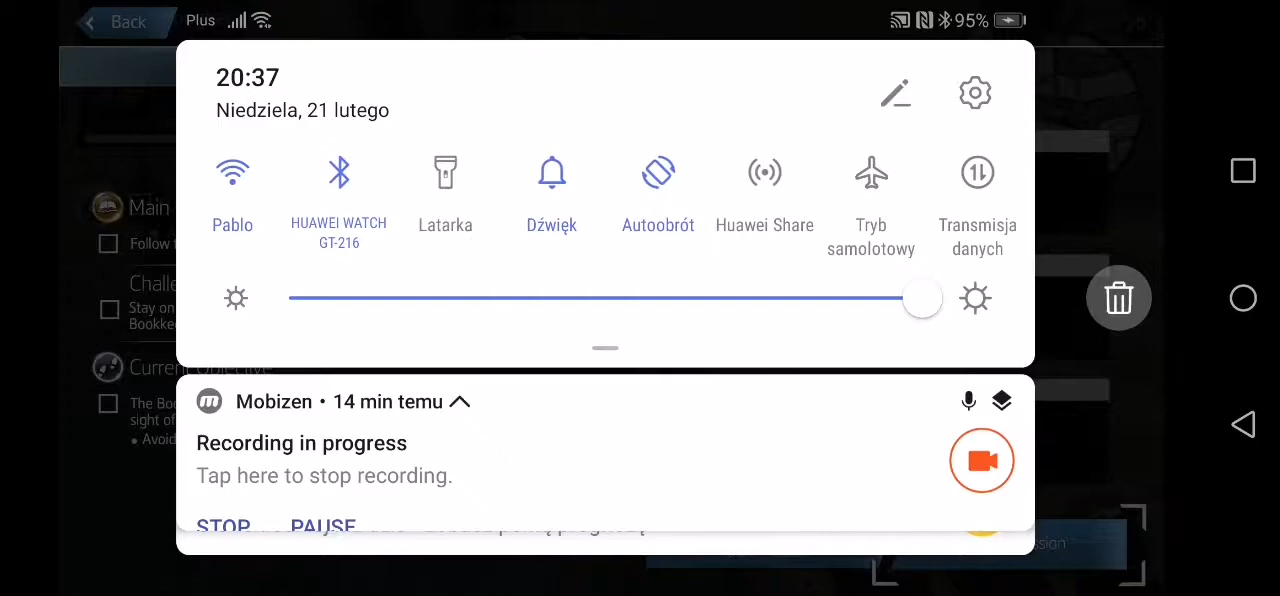 Back
Plus
95%
20:37
Niedziela, 21 lutego
Pablo
HUAWEI WATCH
GT-216
Latarka
Dźwięk
Autoobrót
Huawei Share
Tryb
samolotowy
Transmisja
danych
Main
Follow
Challe
Stay on
Bookke
Current Objective
The Boo
sight of
• Avoid
Mobizen • 14 min temu
Recording in progress
Tap here to stop recording.
STOP PAUSE